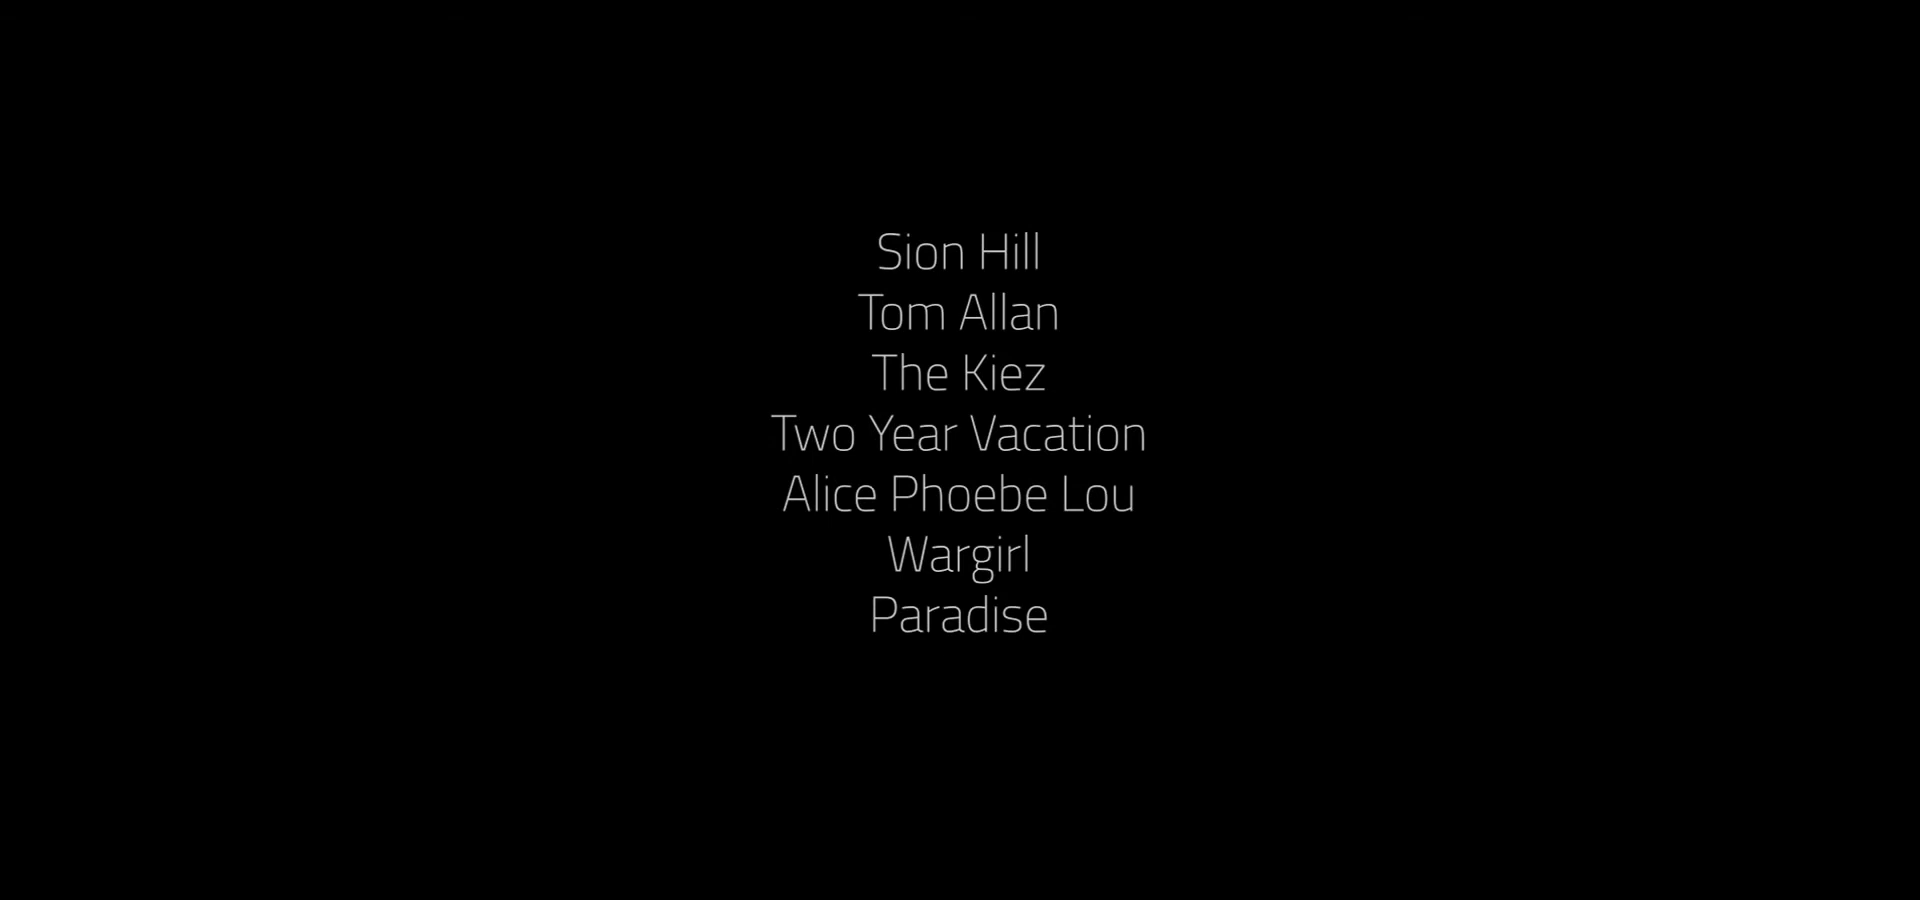 Sion Hill
Tom Allan
The Kiez
Two Year Vacation
Alice Phoebe Lou
Wargirl
Paradise